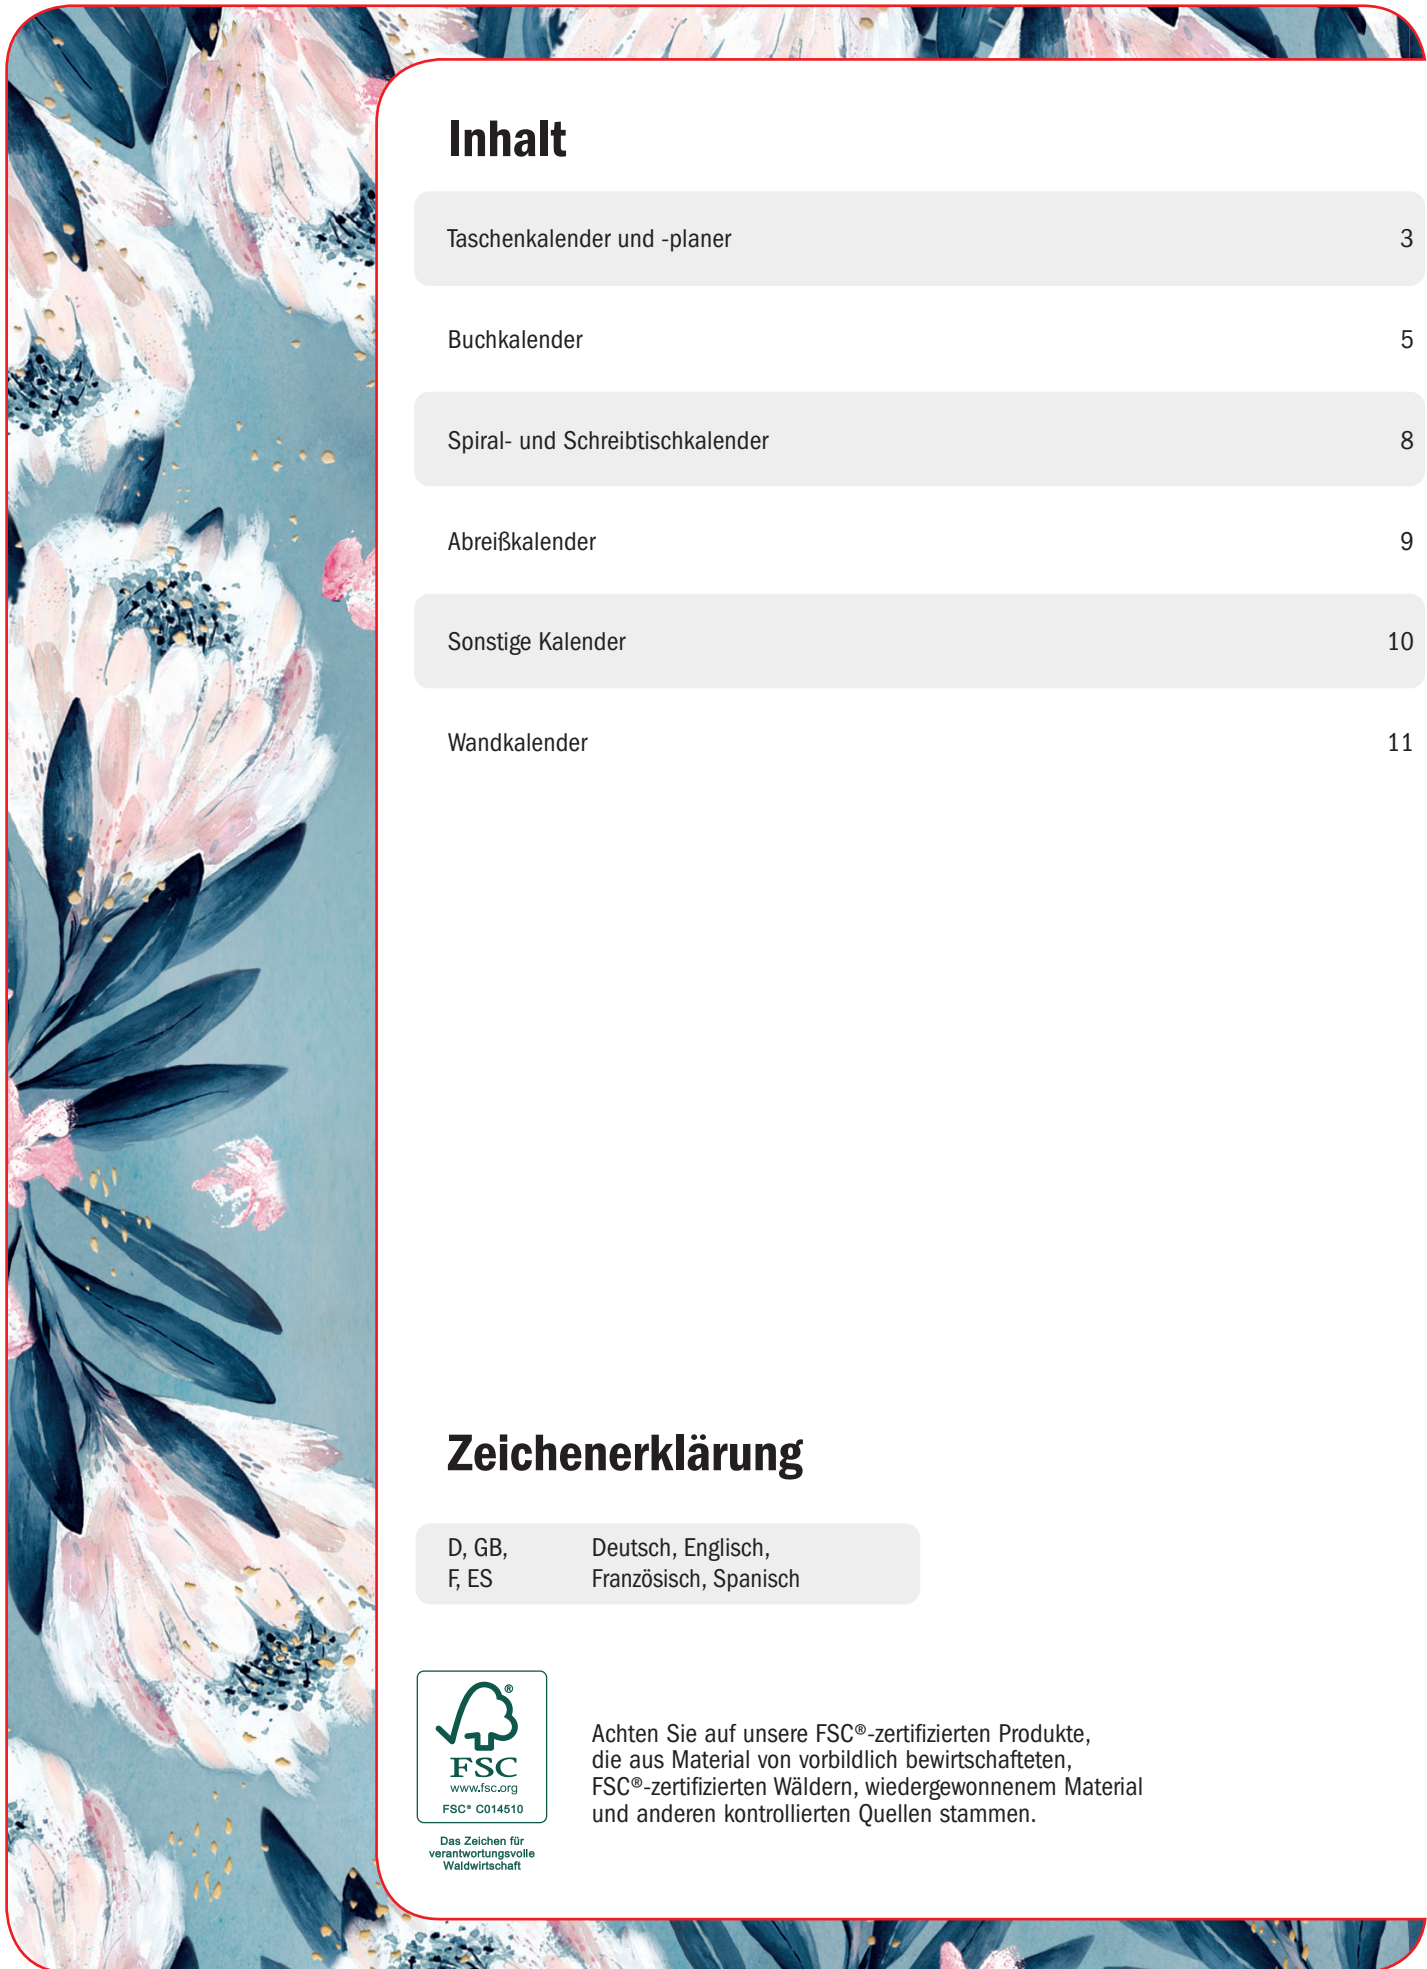 Inhalt
Taschenkalender und -planer 3
Buchkalender 5
Spiral- und Schreibtischkalender 8
Abreißkalender 9
Sonstige Kalender 10
Wandkalender 11
Zeichenerklärung
D, GB, Deutsch, Englisch,
F, ES Französisch, Spanisch
®
FSC
www.fsc.org
FSC® C014510
Das Zeichen für
verantwortungsvolle
Waldwirtschaft
Achten Sie auf unsere FSC®-zertifizierten Produkte,
die aus Material von vorbildlich bewirtschafteten,
FSC®-zertifizierten Wäldern, wiedergewonnenem Material
und anderen kontrollierten Quellen stammen.